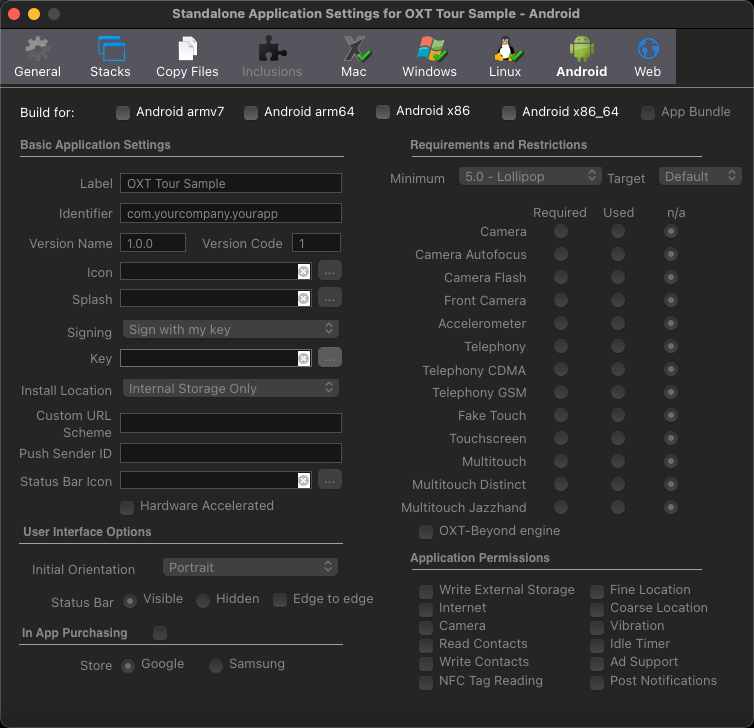 Standalone Application Settings for OXT Tour Sample - Android
General Stacks Copy Files Inclusions Mac Windows Linux Android Web
Build for: Android armv7 Android arm64 Android x86 Android x86_64 App Bundle
Basic Application Settings
Label OXT Tour Sample
Identifier com.yourcompany.yourapp
Version Name 1.0.0 Version Code 1
Icon ...
Splash ...
Signing Sign with my key
Key ...
Install Location Internal Storage Only
Custom URL
Scheme
Push Sender ID
Status Bar Icon ...
Hardware Accelerated
User Interface Options
Initial Orientation Portrait
Status Bar Visible Hidden Edge to edge
In App Purchasing
Store Google Samsung
Requirements and Restrictions
Minimum 5.0 - Lollipop Target Default
Required Used n/a
Camera
Camera Autofocus
Camera Flash
Front Camera
Accelerometer
Telephony
Telephony CDMA
Telephony GSM
Fake Touch
Touchscreen
Multitouch
Multitouch Distinct
Multitouch Jazzhand
OXT-Beyond engine
Application Permissions
Write External Storage Fine Location
Internet Coarse Location
Camera Vibration
Read Contacts Idle Timer
Write Contacts Ad Support
NFC Tag Reading Post Notifications